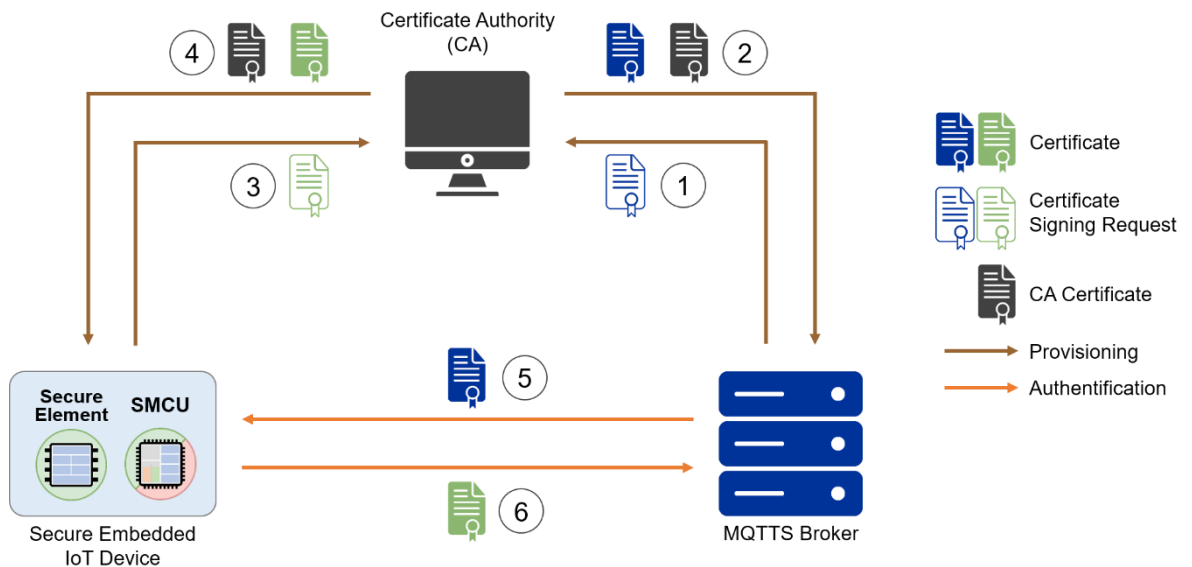 Certificate Authority
(CA)
4
2
3
1
Certificate
Certificate
Signing Request
CA Certificate
Provisioning
Authentification
Secure
Element
SMCU
5
6
Secure Embedded
IoT Device
MQTTS Broker